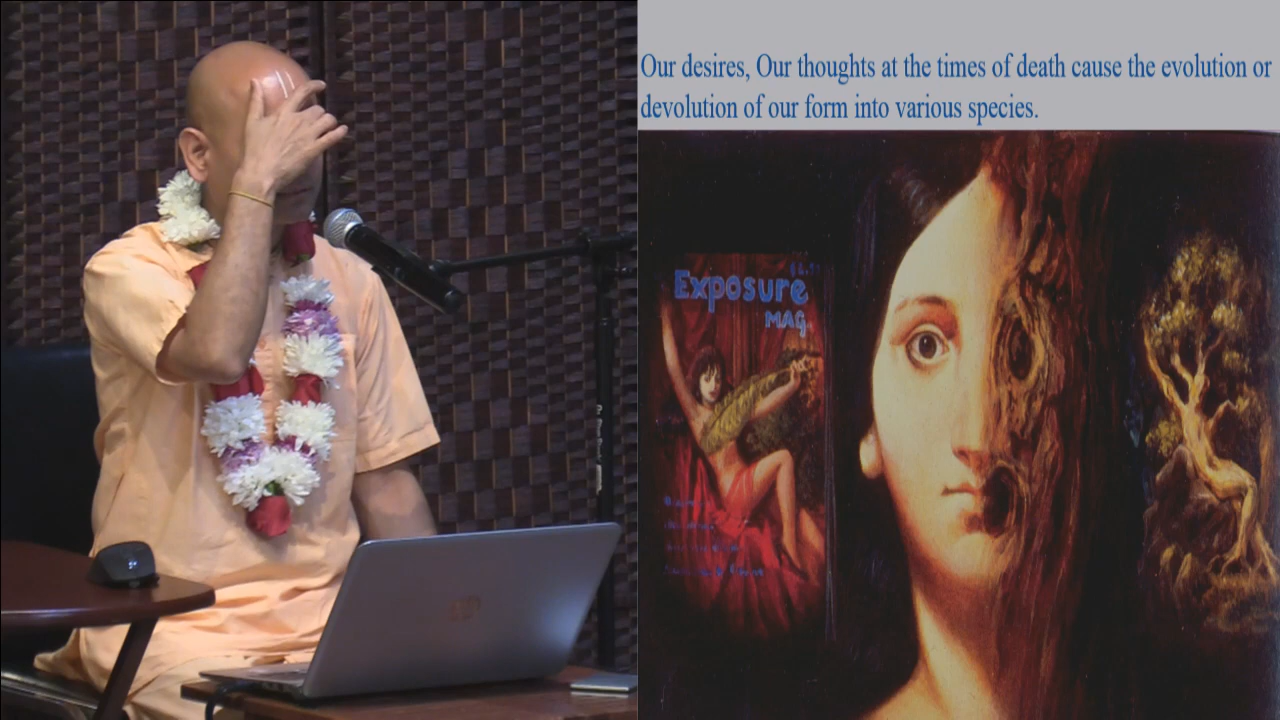 Our desires, Our thoughts at the times of death cause the evolution or
devolution of our form into various species.
Exposure
MAG